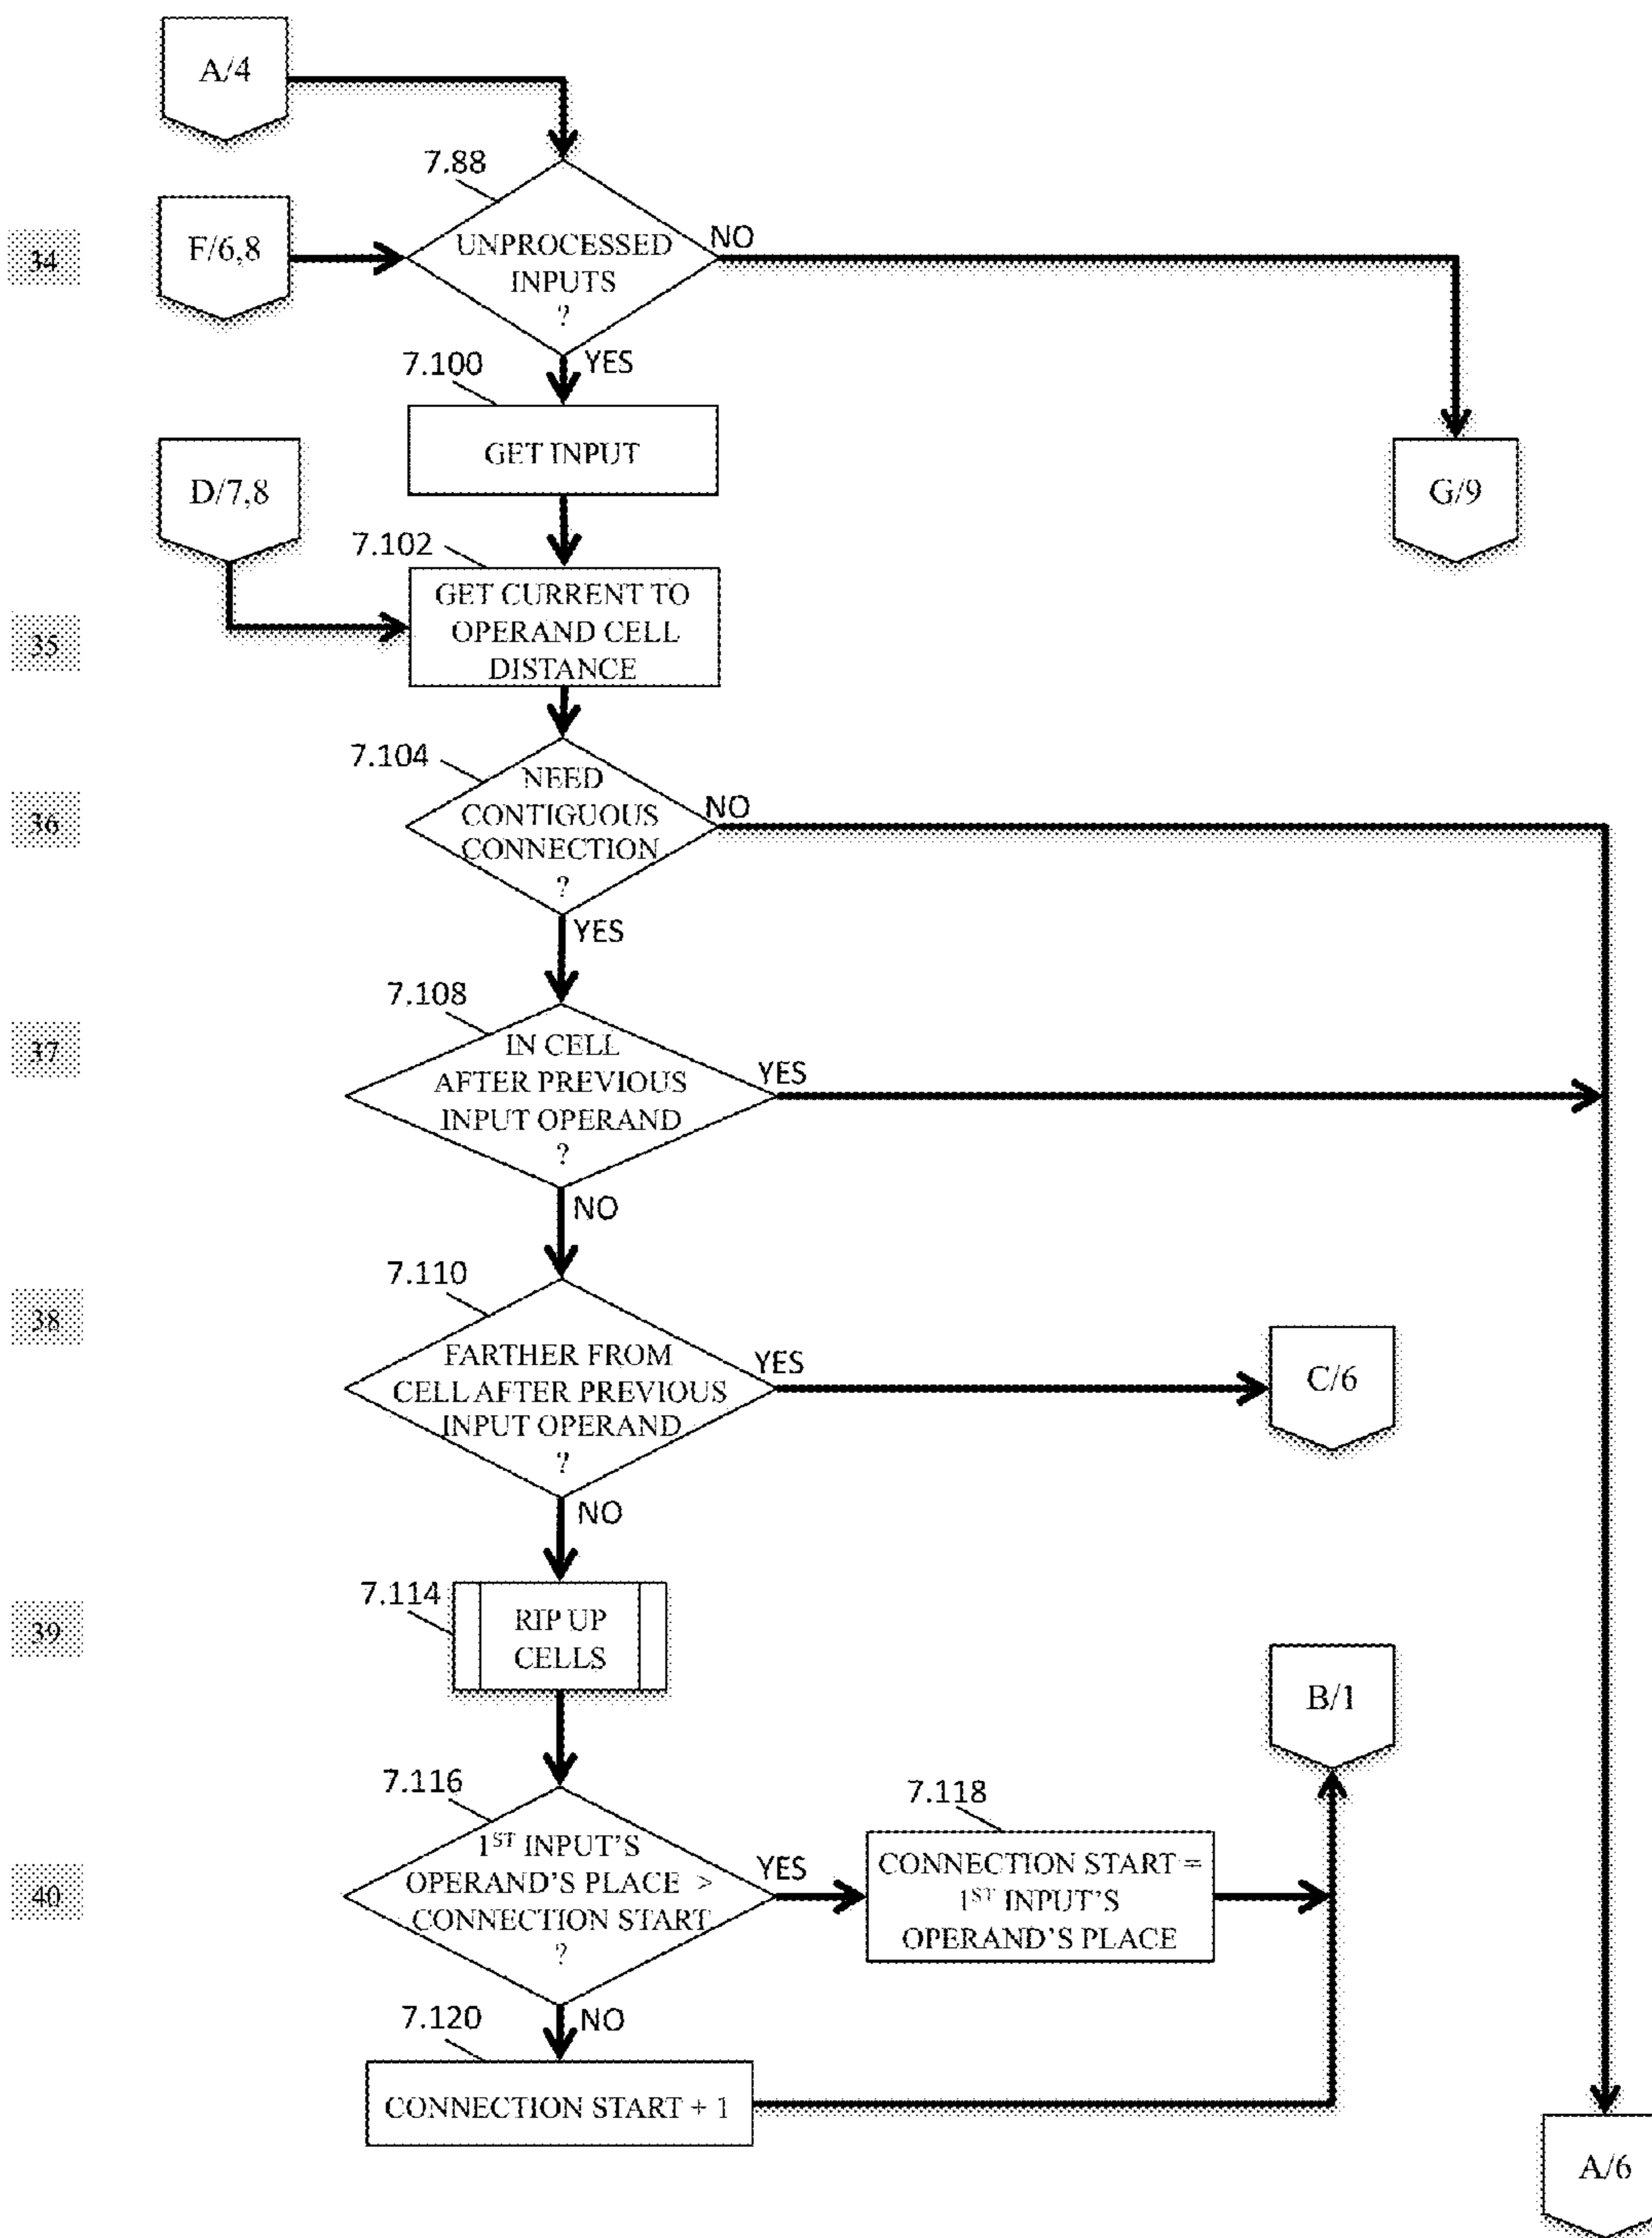 A/4
7.88
34
F/6,8
UNPROCESSED
INPUTS
?
NO
YES
7.100
GET INPUT
D/7,8
G/9
7.102
35
GET CURRENT TO
OPERAND CELL
DISTANCE
7.104
36
NEED
CONTIGUOUS
CONNECTION
?
NO
YES
7.108
37
IN CELL
AFTER PREVIOUS
INPUT OPERAND
?
YES
NO
7.110
38
FARTHER FROM
CELL AFTER PREVIOUS
INPUT OPERAND
?
YES
C/6
NO
7.114
39
RIP UP
CELLS
B/1
7.116
40
1ST INPUT'S
OPERAND'S PLACE >
CONNECTION START
?
YES
7.118
CONNECTION START =
1ST INPUT'S
OPERAND'S PLACE
NO
7.120
CONNECTION START + 1
A/6